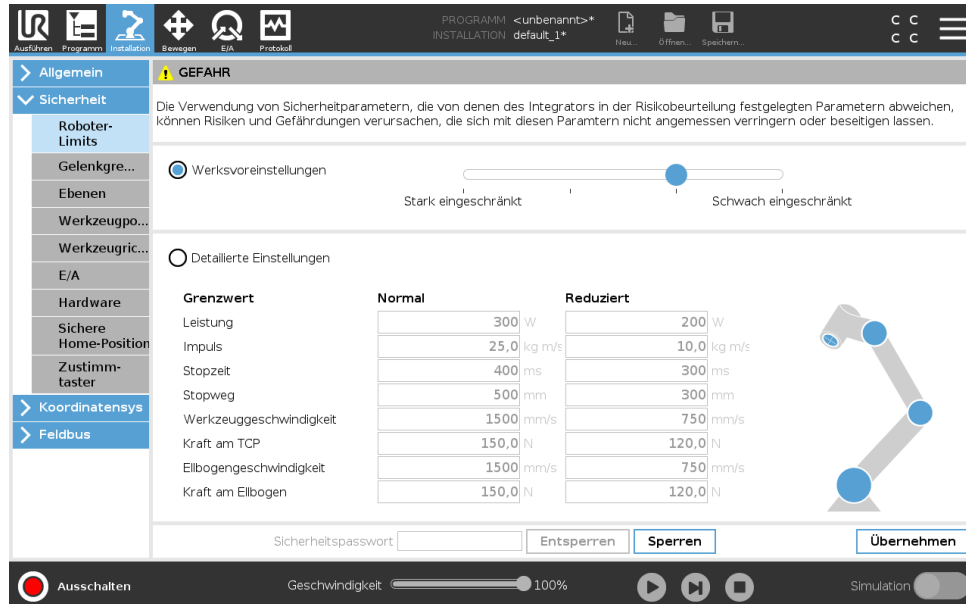 PROGRAMM <unbenannt>*
INSTALLATION default_1*
UR
Ausführen Programm Installation Bewegen E/A Protokoll
Neu... Öffnen... Speichern...
C C
C C
Allgemein
Sicherheit
Roboter-
Limits
Gelenkgre...
Ebenen
Werkzeugpo...
Werkzeugric...
E/A
Hardware
Sichere
Home-Position
Zustimm-
taster
Koordinatensys
Feldbus
GEFAHR
Die Verwendung von Sicherheitparametern, die von denen des Integrators in der Risikobeurteilung festgelegten Parametern abweichen,
können Risiken und Gefährdungen verursachen, die sich mit diesen Paramtern nicht angemessen verringern oder beseitigen lassen.
Werksvoreinstellungen
Stark eingeschränkt Schwach eingeschränkt
Detailierte Einstellungen
Grenzwert Normal Reduziert
Leistung 300 W 200 W
Impuls 25,0 kg m/s 10,0 kg m/s
Stopzeit 400 ms 300 ms
Stopweg 500 mm 300 mm
Werkzeuggeschwindigkeit 1500 mm/s 750 mm/s
Kraft am TCP 150,0 N 120,0 N
Ellbogengeschwindigkeit 1500 mm/s 750 mm/s
Kraft am Ellbogen 150,0 N 120,0 N
Sicherheitspasswort Entsperren Sperren Übernehmen
Ausschalten Geschwindigkeit 100% Simulation